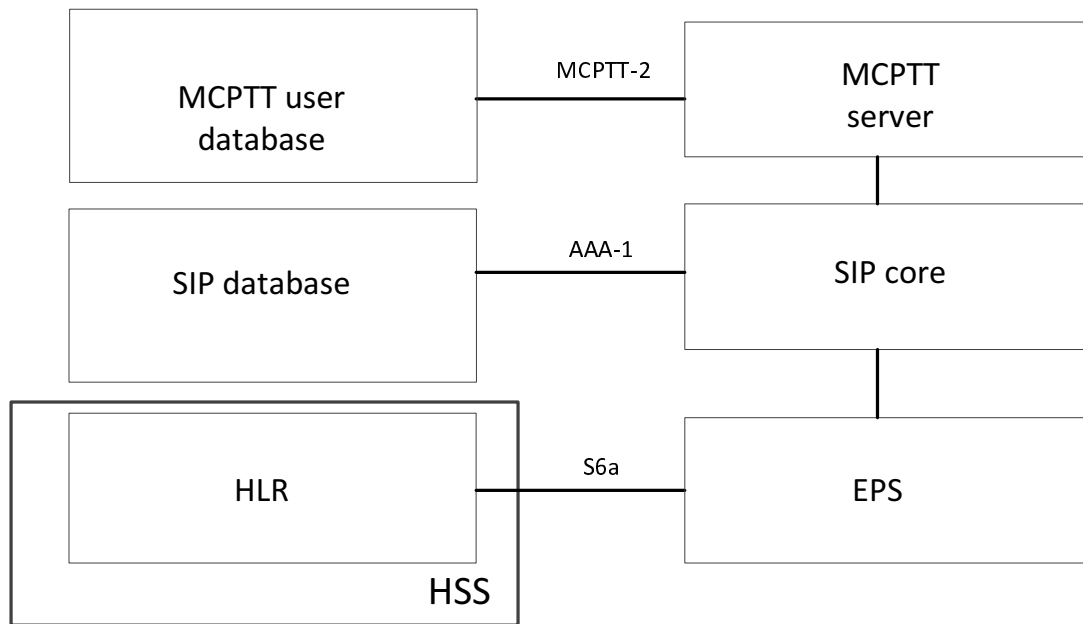 MCPTT user
database
MCPTT-2
MCPTT
server
SIP database
AAA-1
SIP core
HLR
S6a
EPS
HSS